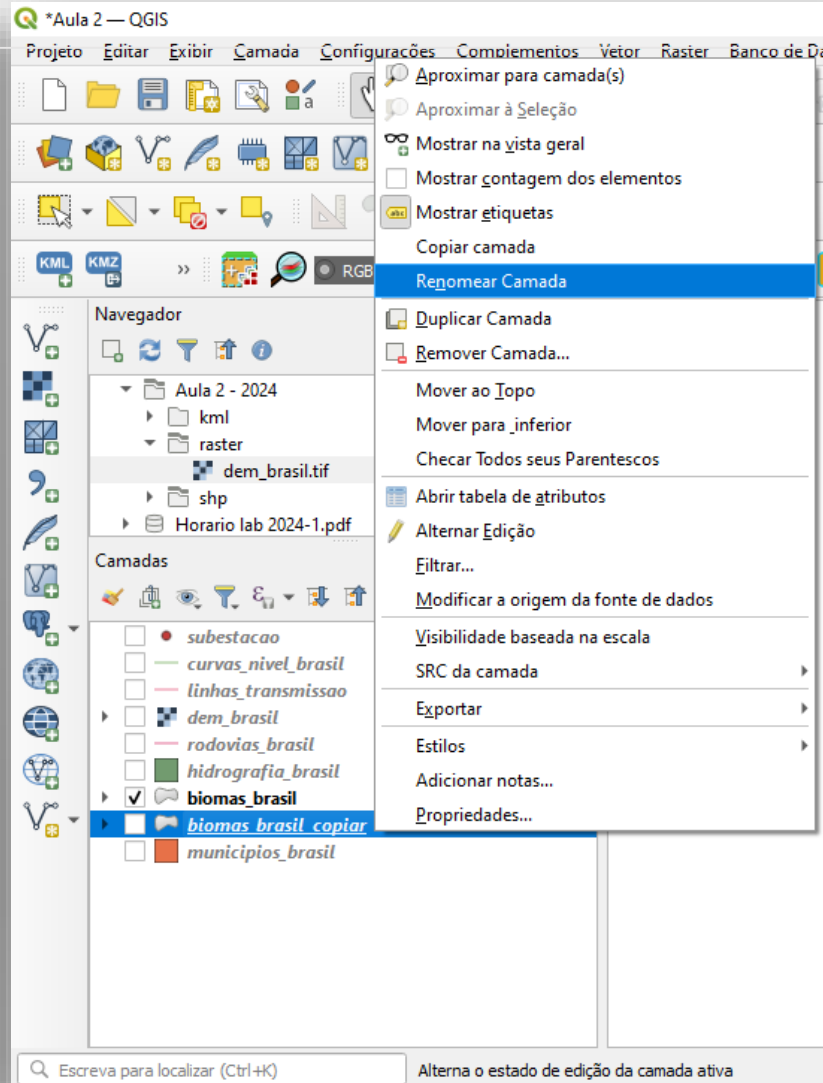 *Aula 2 — QGIS
Projeto Editar Exibir Camada Configurações Complementos Vetor Raster Banco de Da
a
KML KMZ » RGB
Aproximar para camada(s)
Aproximar à Seleção
Mostrar na vista geral
Mostrar contagem dos elementos
abc Mostrar etiquetas
Copiar camada
Renomear Camada
Duplicar Camada
Remover Camada...
Mover ao Topo
Mover para _inferior
Checar Todos seus Parentescos
Abrir tabela de atributos
Alternar Edição
Filtrar...
Modificar a origem da fonte de dados
Visibilidade baseada na escala
SRC da camada
Exportar
Estilos
Adicionar notas...
Propriedades...
Navegador
Aula 2 - 2024
kml
raster
dem_brasil.tif
shp
Horario lab 2024-1.pdf
Camadas
subestacao
curvas_nivel_brasil
linhas_transmissao
dem_brasil
rodovias_brasil
hidrografia_brasil
biomas_brasil
biomas_brasil_copiar
municipios_brasil
Escreva para localizar (Ctrl+K) Alterna o estado de edição da camada ativa